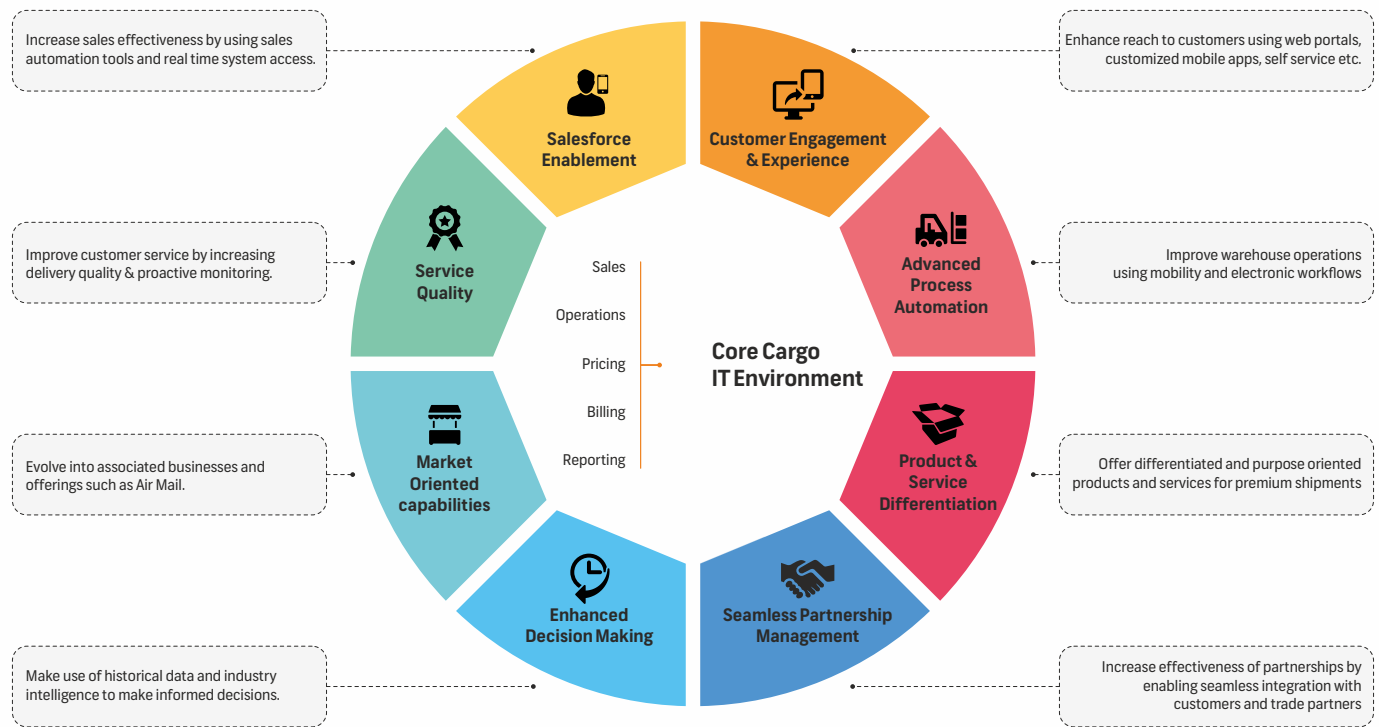 Increase sales effectiveness by using sales
automation tools and real time system access.
Salesforce
Enablement
Customer Engagement
& Experience
Enhance reach to customers using web portals,
customized mobile apps, self service etc.
Improve customer service by increasing
delivery quality & proactive monitoring.
Service
Quality
Advanced
Process
Automation
Improve warehouse operations
using mobility and electronic workflows
Sales
Operations
Pricing
Billing
Reporting
Core Cargo
IT Environment
Evolve into associated businesses and
offerings such as Air Mail.
Market
Oriented
capabilities
Product &
Service
Differentiation
Offer differentiated and purpose oriented
products and services for premium shipments
Make use of historical data and industry
intelligence to make informed decisions.
Enhanced
Decision Making
Seamless Partnership
Management
Increase effectiveness of partnerships by
enabling seamless integration with
customers and trade partners